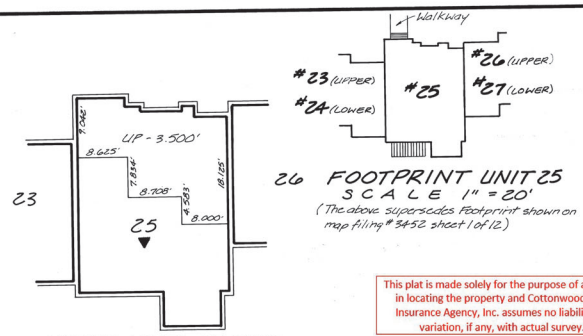 Walkway
#23 (UPPER)
#24 (LOWER)
#25
#26 (UPPER)
#27 (LOWER)
FOOTPRINT UNIT 25
SCALE 1" = 20'
(The above supersedes Footprint shown on
map filing #3452 sheet 1 of 12)
7.042'
UP - 3.500'
8.625'
7.834'
8.708'
4.583'
18.125'
8.000'
23
25
26
This plat is made solely for the purpose of a
in locating the property and Cottonwood
Insurance Agency, Inc. assumes no liabili
variation, if any, with actual survey.